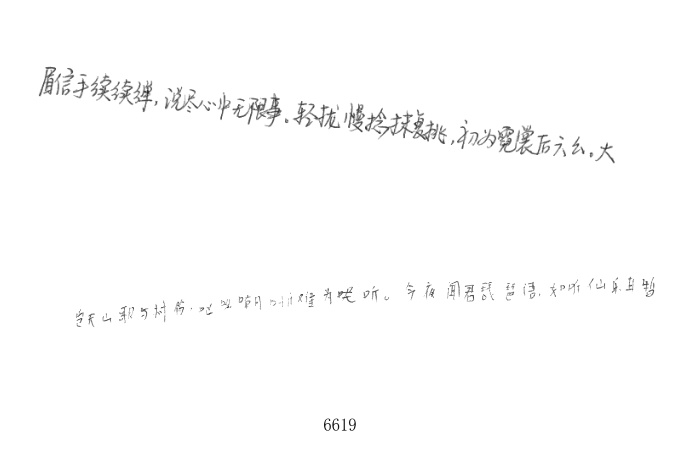 眉信手续续弹，说尽心中无限事。轻拢慢捻抹复挑，初为霓裳后六幺。大
岂无山歌与村笛，呕哑嘲哳难为听。今夜闻君琵琶语，如听仙乐耳暂
6619